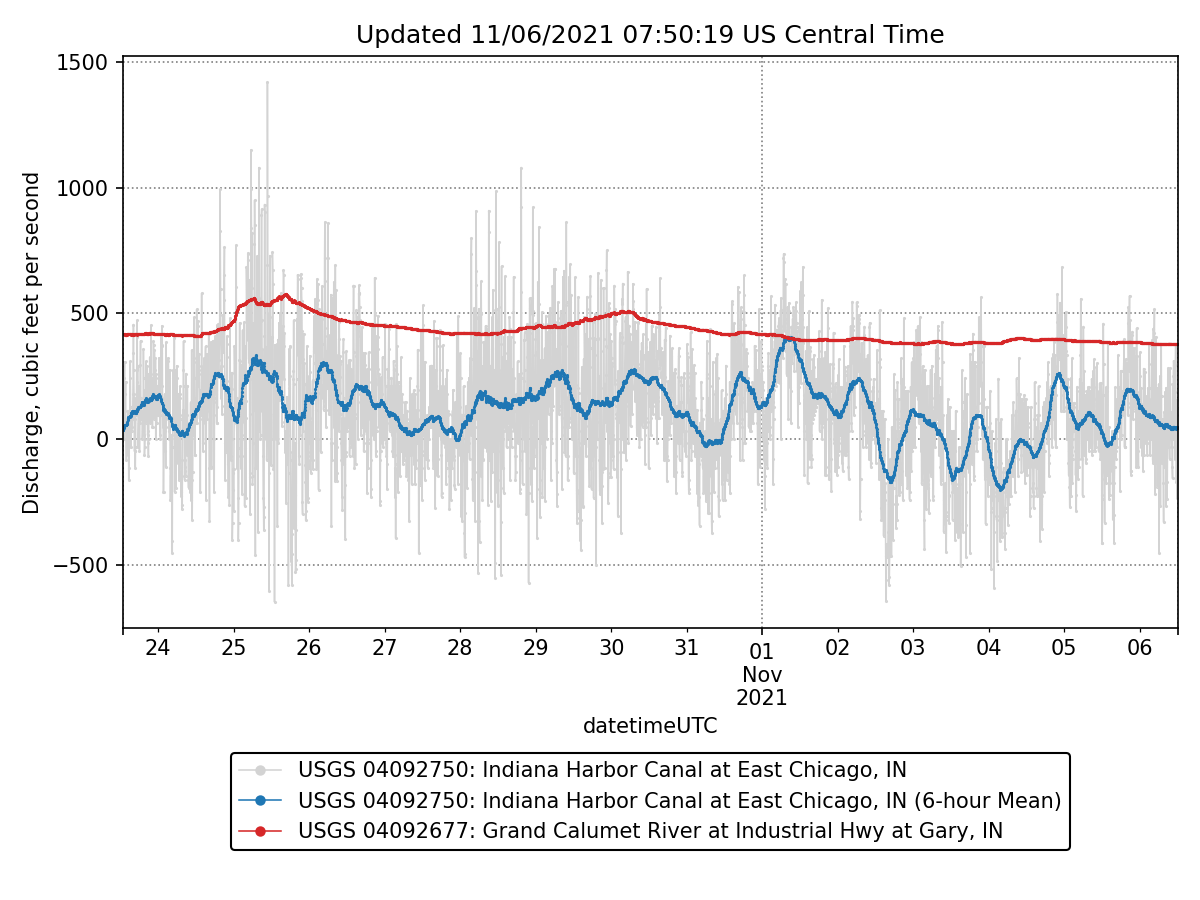 Updated 11/06/2021 07:50:19 US Central Time
Discharge, cubic feet per second
1500
1000
500
0
−500
24 25 26 27 28 29 30 31 01 02 03 04 05 06
Nov
2021
datetimeUTC
USGS 04092750: Indiana Harbor Canal at East Chicago, IN
USGS 04092750: Indiana Harbor Canal at East Chicago, IN (6-hour Mean)
USGS 04092677: Grand Calumet River at Industrial Hwy at Gary, IN